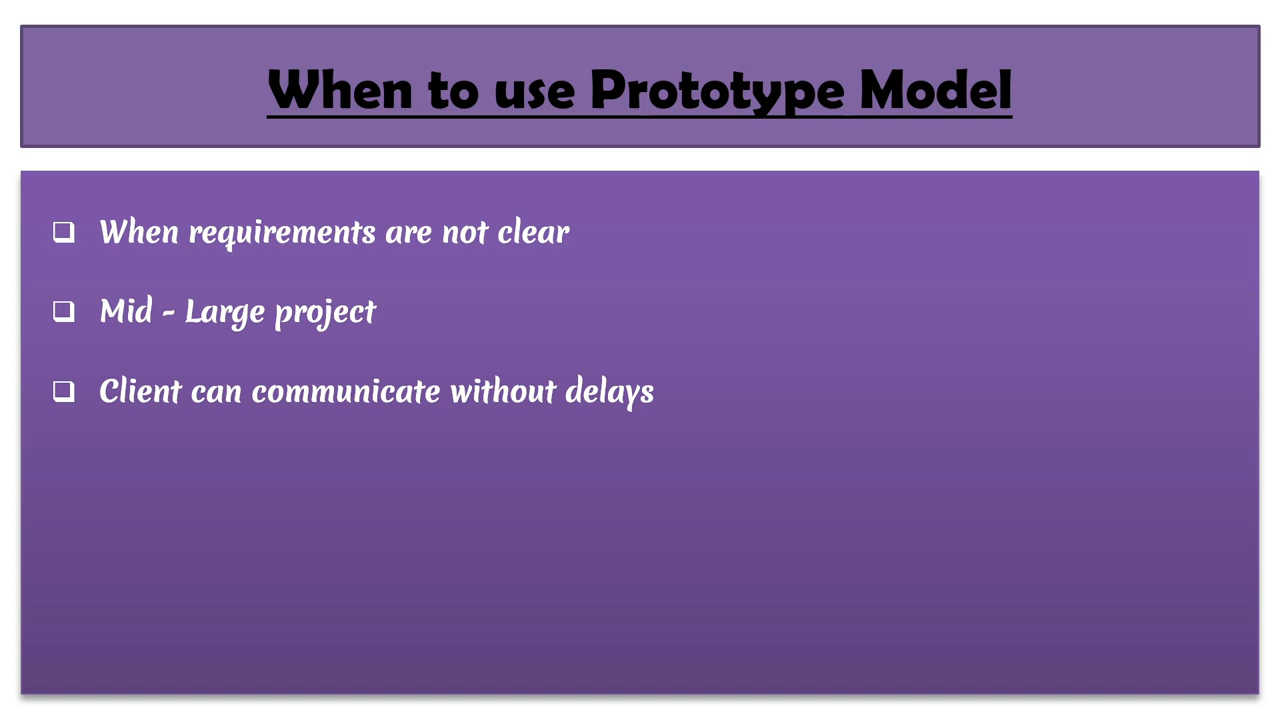 When to use Prototype Model
When requirements are not clear
Mid - Large project
Client can communicate without delays